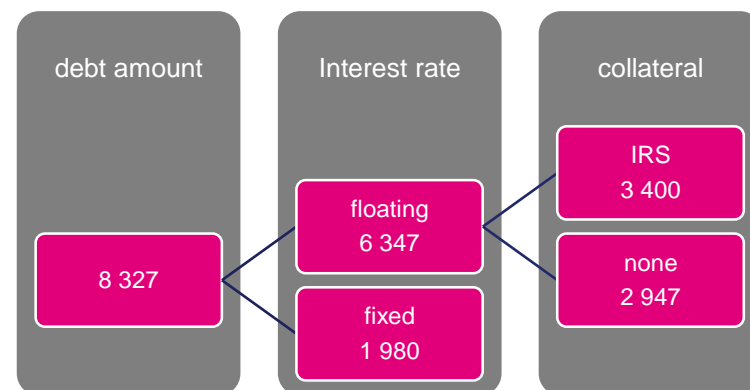 debt amount
8 327
Interest rate
floating
6 347
fixed
1 980
collateral
IRS
3 400
none
2 947